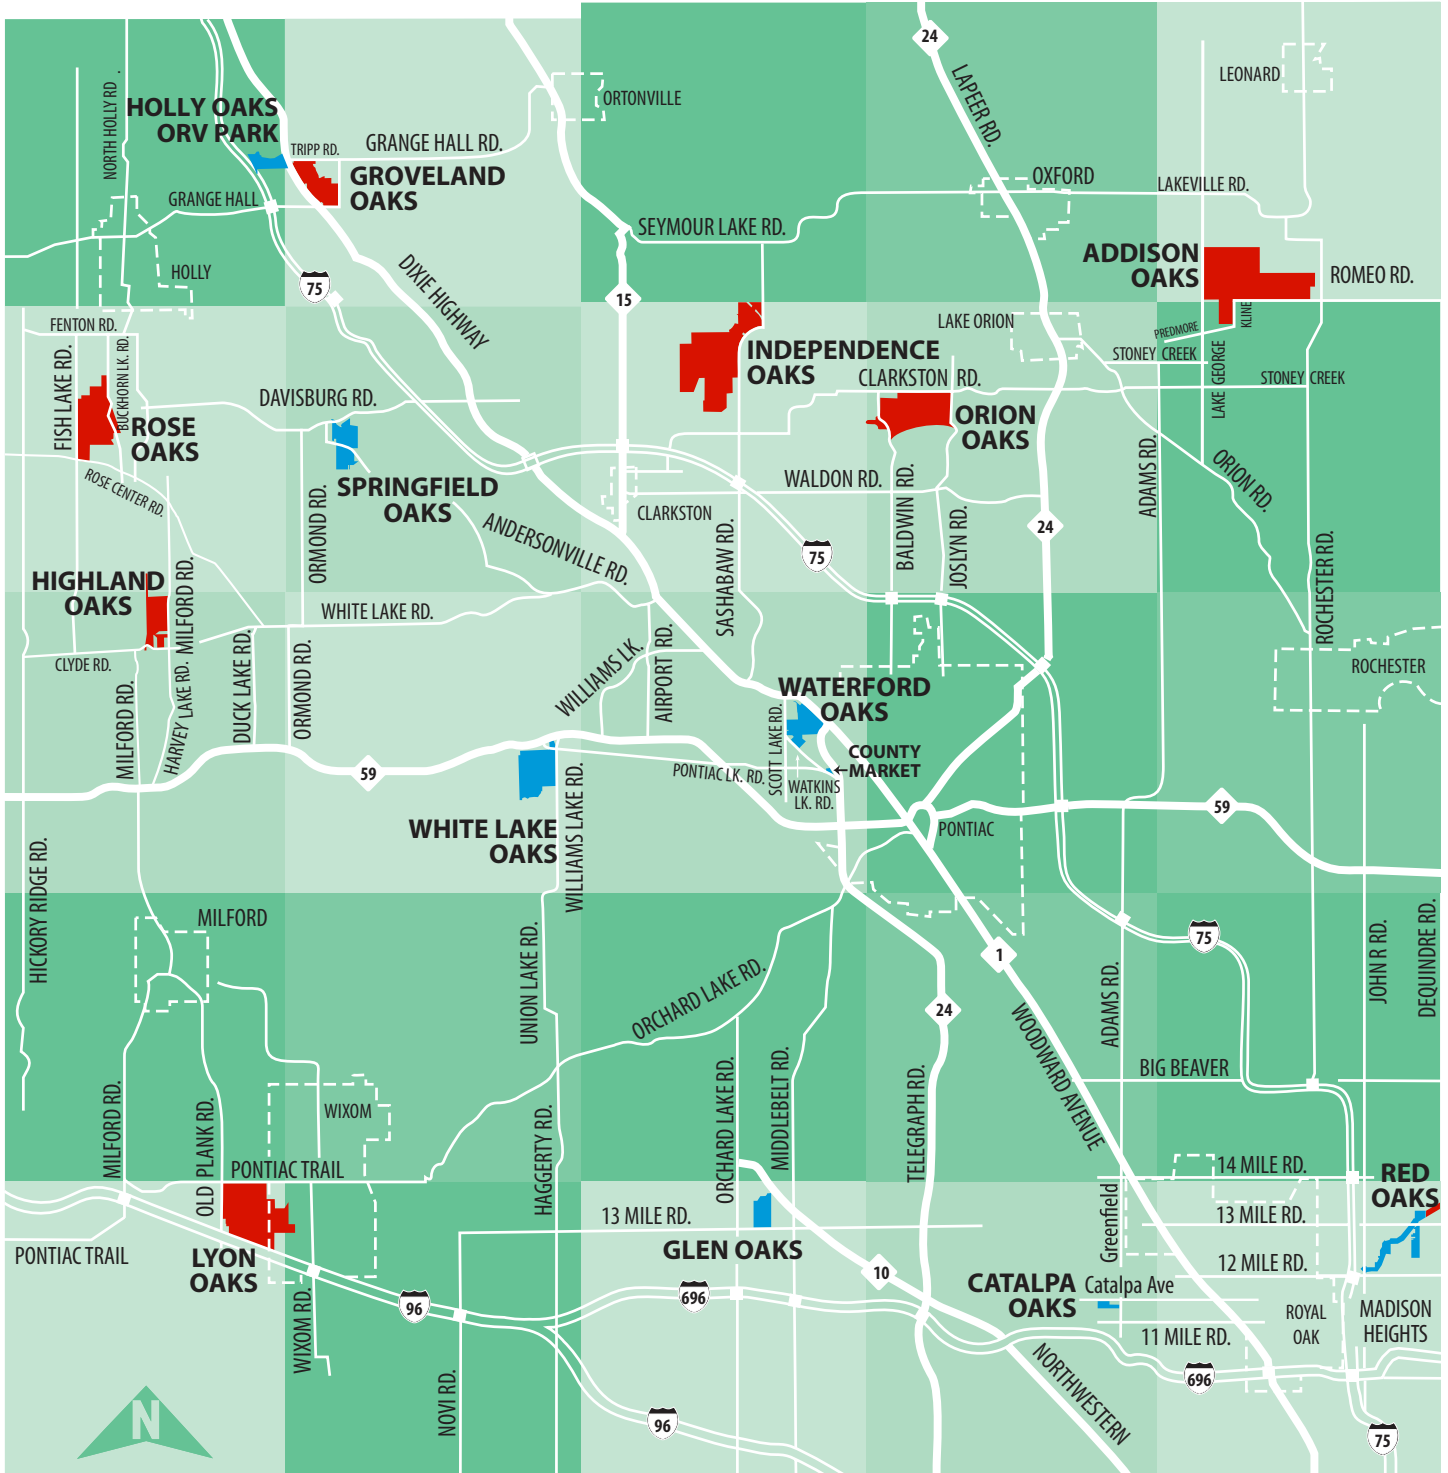 24
LAPEER RD.
LEONARD
NORTH HOLLY RD.
HOLLY OAKS
ORV PARK
ORTONVILLE
TRIPP RD.
GRANGE HALL RD.
GROVELAND
OAKS
GRANGE HALL
OXFORD
LAKEVILLE RD.
SEYMOUR LAKE RD.
ADDISON
OAKS
ROMEO RD.
HOLLY
75
DIXIE HIGHWAY
15
FENTON RD.
FISH LAKE RD.
BUCKHORN LK. RD.
LAKE ORION
PREDMORE
KLINE
INDEPENDENCE
OAKS
STONEY CREEK
LAKE GEORGE
STONEY CREEK
CLARKSTON RD.
DAVISBURG RD.
ROSE
OAKS
ORION
OAKS
ROSE CENTER RD.
SPRINGFIELD
OAKS
WALDON RD.
BALDWIN RD.
ADAMS RD.
ORION RD.
ORMOND RD.
ANDERSONVILLE RD.
CLARKSTON
24
JOSLYN RD.
75
SASHABAW RD.
ROCHESTER RD.
HIGHLAND
OAKS
MILFORD RD.
WHITE LAKE RD.
CLYDE RD.
MILFORD RD.
HARVEY LAKE RD.
DUCK LAKE RD.
ORMOND RD.
WILLIAMS LK.
AIRPORT RD.
ROCHESTER
WATERFORD
OAKS
SCOTT LAKE RD.
COUNTY
MARKET
59
PONTIAC LK. RD.
WATKINS
LK. RD.
59
WHITE LAKE
OAKS
WILLIAMS LAKE RD.
PONTIAC
HICKORY RIDGE RD.
MILFORD
75
1
UNION LAKE RD.
ORCHARD LAKE RD.
24
ADAMS RD.
JOHN R RD.
DEQUINDRE RD.
WOODWARD AVENUE
BIG BEAVER
MILFORD RD.
OLD PLANK RD.
WIXOM
HAGGERTY RD.
ORCHARD LAKE RD.
MIDDLEBELT RD.
TELEGRAPH RD.
PONTIAC TRAIL
14 MILE RD.
RED
OAKS
Greenfield
13 MILE RD.
13 MILE RD.
GLEN OAKS
PONTIAC TRAIL
LYON
OAKS
12 MILE RD.
10
CATALPA
OAKS
Catalpa Ave
96
696
WIXOM RD.
11 MILE RD.
ROYAL
OAK
MADISON
HEIGHTS
NOVI RD.
NORTHWESTERN
696
N
96
75